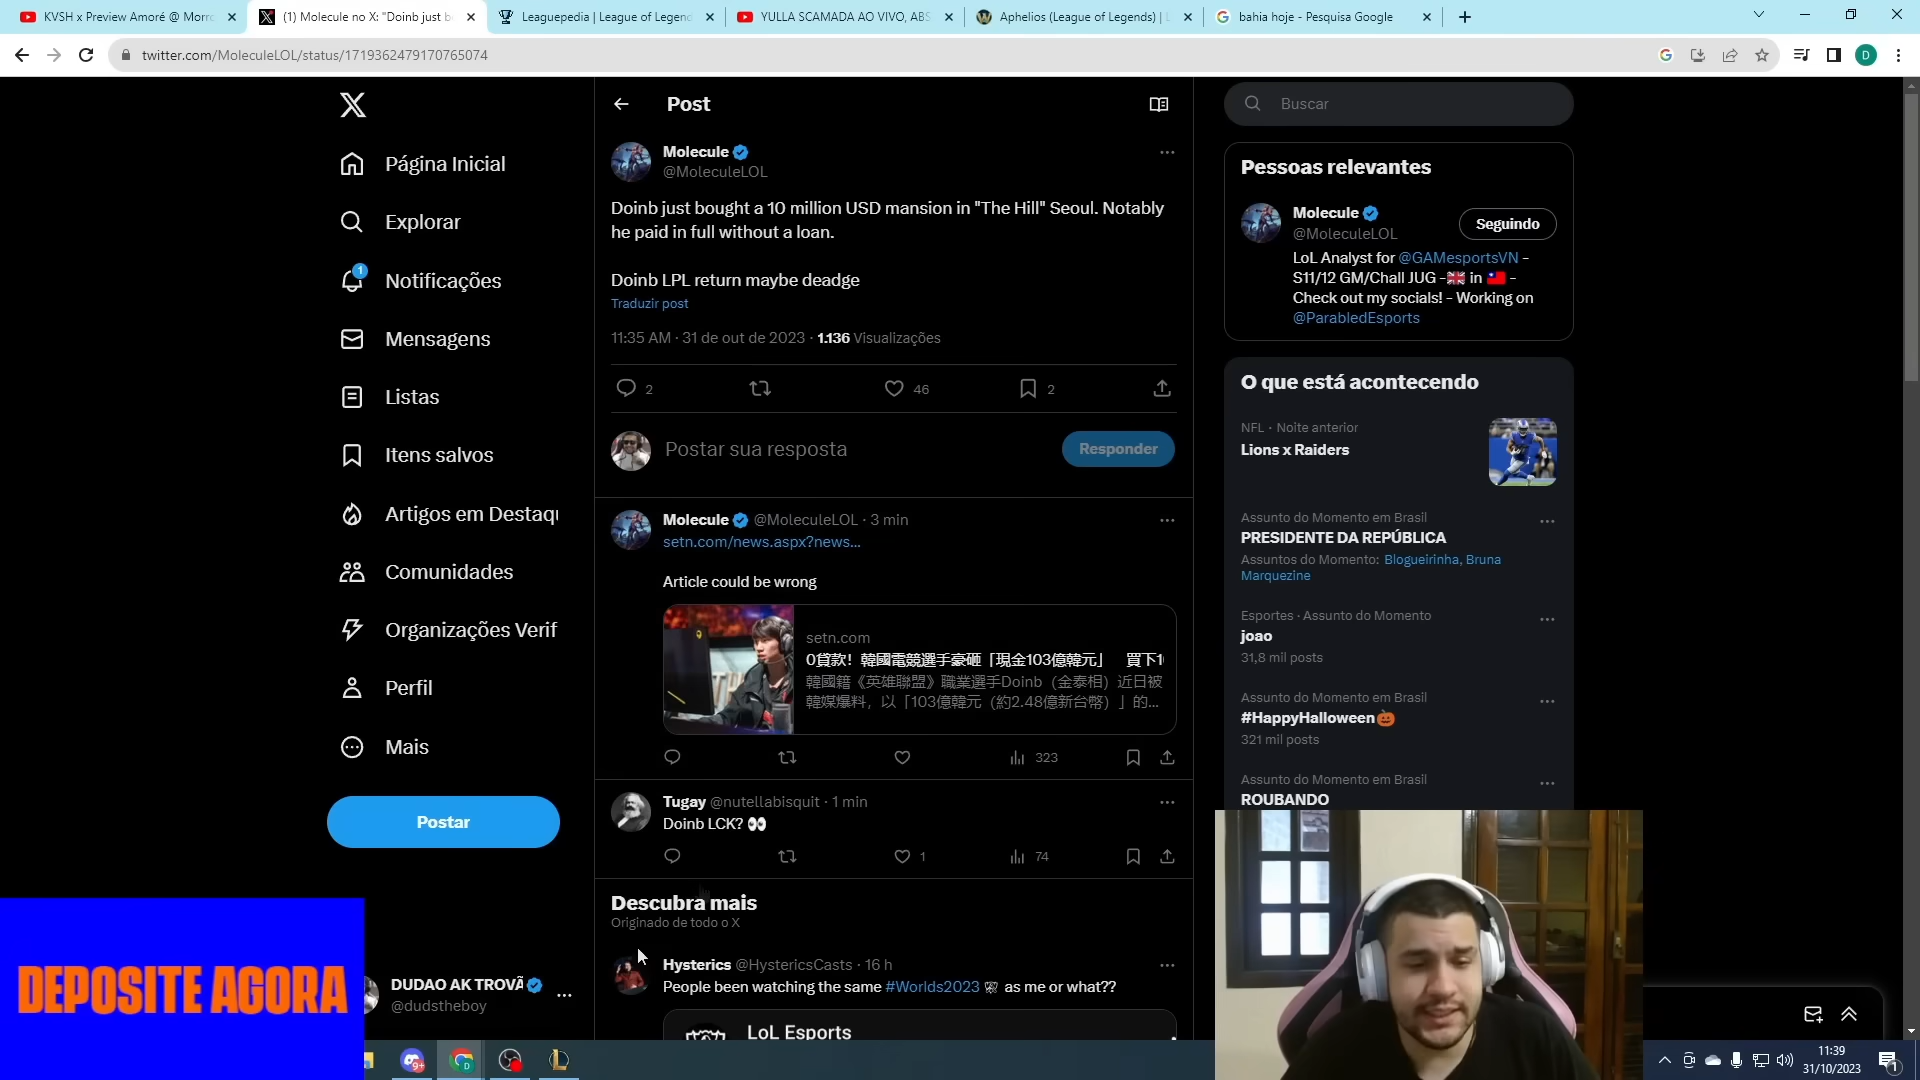 KVSH x Preview Amoré @ Morro
(1) Molecule no X: "Doinb just b
Leaguepedia | League of Legend
YULLA SCAMADA AO VIVO, ABS
Aphelios (League of Legends) | L
bahia hoje - Pesquisa Google
twitter.com/MoleculeLOL/status/1719362479170765074
D
Página Inicial
Explorar
1
Notificações
Mensagens
Listas
Itens salvos
Artigos em Destaqu
Comunidades
Organizações Verif
Perfil
Mais
Postar
DUDAO AK TROVÃ
@dudstheboy
DEPOSITE AGORA
Post
Molecule
@MoleculeLOL
Doinb just bought a 10 million USD mansion in "The Hill" Seoul. Notably
he paid in full without a loan.
Doinb LPL return maybe deadge
Traduzir post
11:35 AM · 31 de out de 2023 · 1.136 Visualizações
2
46
2
Postar sua resposta
Responder
Molecule @MoleculeLOL · 3 min
setn.com/news.aspx?news...
Article could be wrong
setn.com
0貸款！韓國電競選手豪砸「現金103億韓元」 買下1
韓國籍《英雄聯盟》職業選手Doinb（金泰相）近日被
韓媒爆料，以「103億韓元（約2.48億新台幣）」的...
323
Tugay @nutellabisquit · 1 min
Doinb LCK? 👀
1
74
Descubra mais
Originado de todo o X
Hysterics @HystericsCasts · 16 h
People been watching the same #Worlds2023 as me or what??
LoL Esports
Buscar
Pessoas relevantes
Molecule
@MoleculeLOL
Seguindo
LoL Analyst for @GAMesportsVN -
S11/12 GM/Chall JUG -🇬🇧 in 🇹🇼 -
Check out my socials! - Working on
@ParabledEsports
O que está acontecendo
NFL · Noite anterior
Lions x Raiders
Assunto do Momento em Brasil
PRESIDENTE DA REPÚBLICA
Assuntos do Momento: Blogueirinha, Bruna
Marquezine
Esportes · Assunto do Momento
joao
31,8 mil posts
Assunto do Momento em Brasil
#HappyHalloween🎃
321 mil posts
Assunto do Momento em Brasil
ROUBANDO
9+
D
11:39
31/10/2023
1